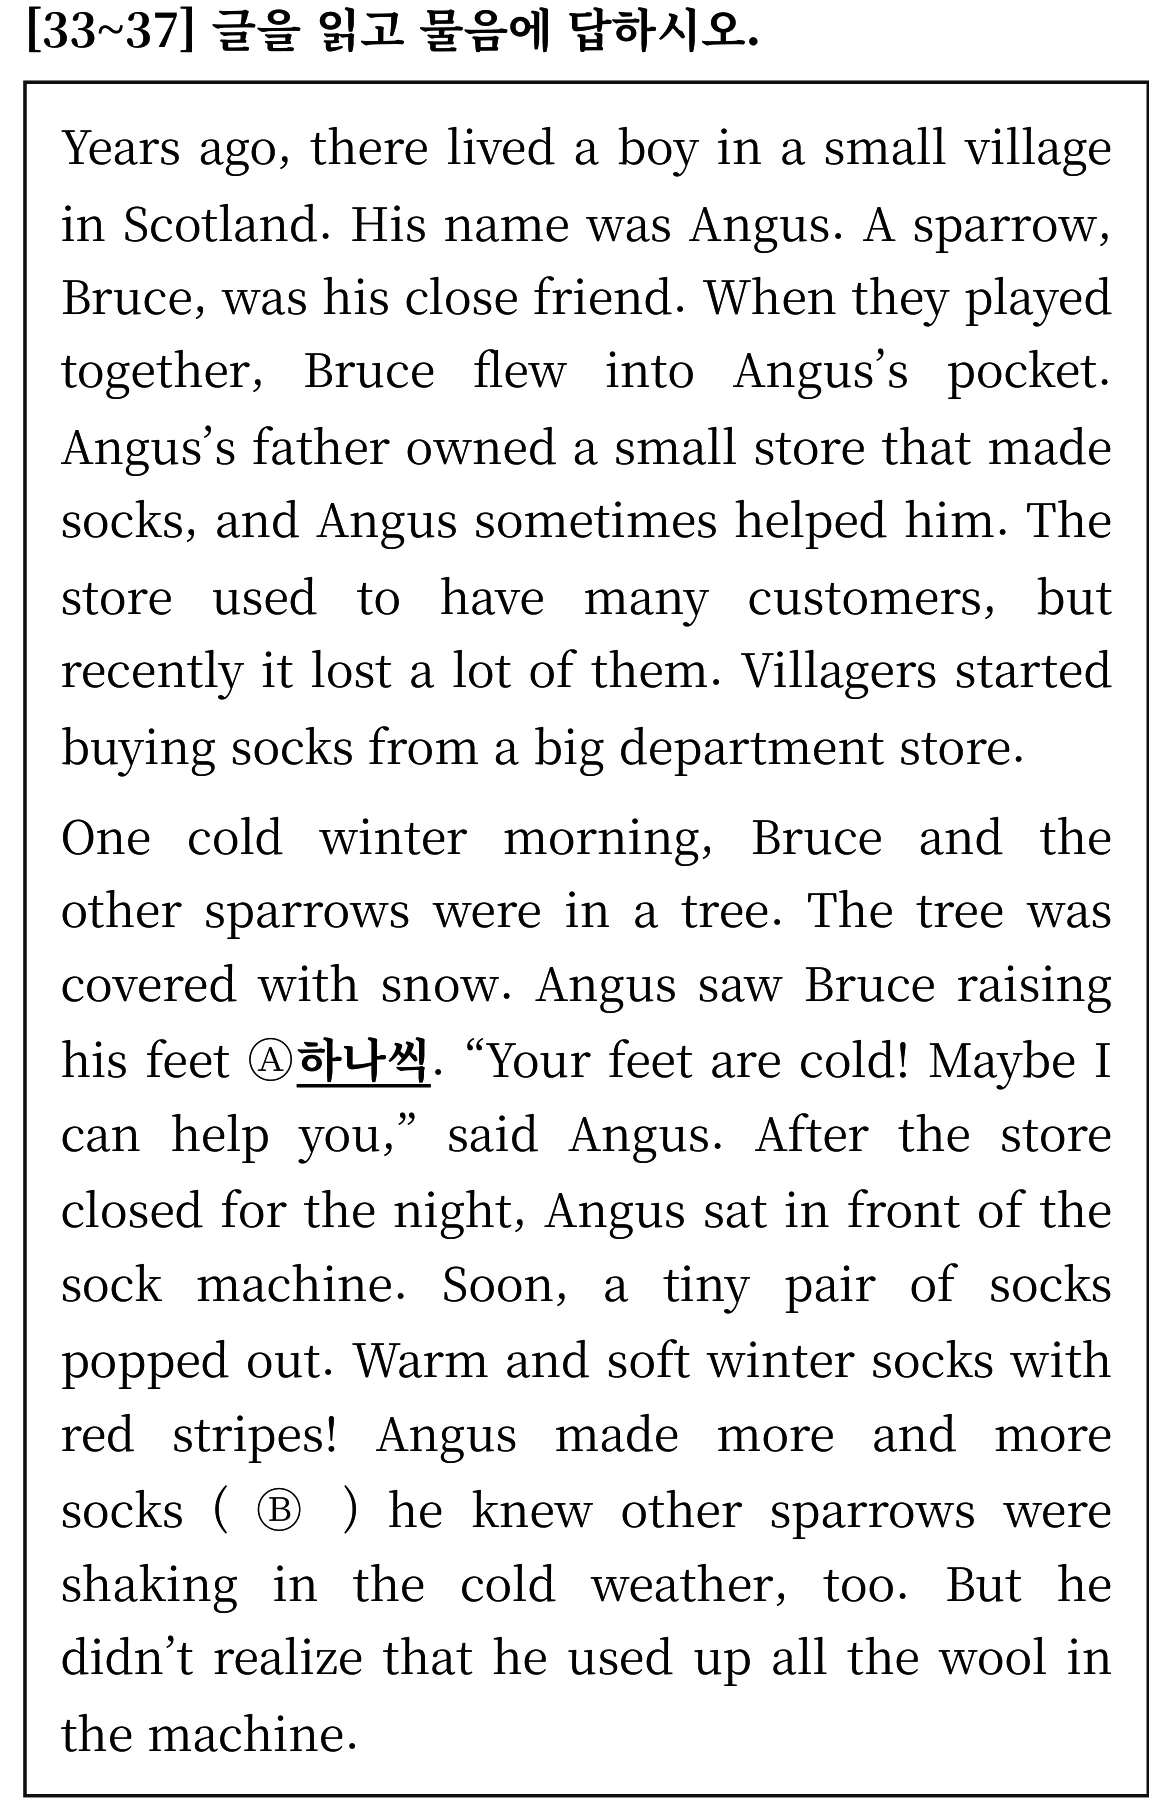 [33~37] 글을 읽고 물음에 답하시오.
Years ago, there lived a boy in a small village
in Scotland. His name was Angus. A sparrow,
Bruce, was his close friend. When they played
together, Bruce flew into Angus’s pocket.
Angus’s father owned a small store that made
socks, and Angus sometimes helped him. The
store used to have many customers, but
recently it lost a lot of them. Villagers started
buying socks from a big department store.
One cold winter morning, Bruce and the
other sparrows were in a tree. The tree was
covered with snow. Angus saw Bruce raising
his feet Ⓐ하나씩. “Your feet are cold! Maybe I
can help you,” said Angus. After the store
closed for the night, Angus sat in front of the
sock machine. Soon, a tiny pair of socks
popped out. Warm and soft winter socks with
red stripes! Angus made more and more
socks ( Ⓑ ) he knew other sparrows were
shaking in the cold weather, too. But he
didn’t realize that he used up all the wool in
the machine.